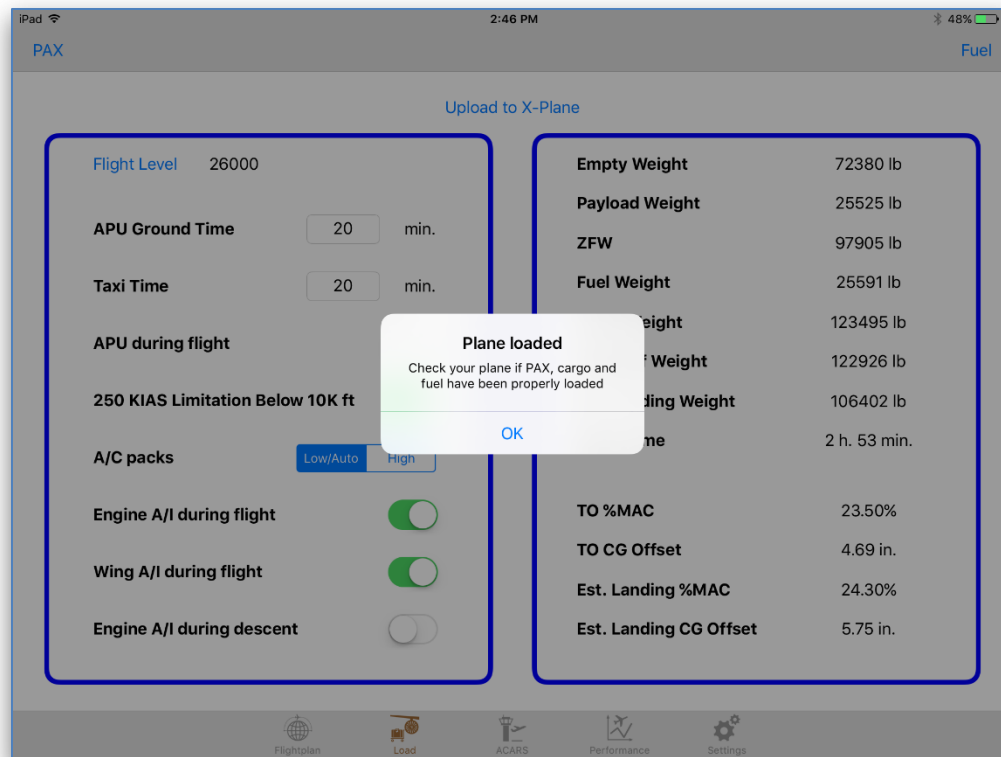 iPad 2:46 PM 48%
PAX Fuel
Upload to X-Plane
Flight Level 26000
APU Ground Time 20 min.
Taxi Time 20 min.
APU during flight
250 KIAS Limitation Below 10K ft
A/C packs Low/Auto High
Engine A/I during flight
Wing A/I during flight
Engine A/I during descent
Plane loaded
Check your plane if PAX, cargo and
fuel have been properly loaded
OK
Empty Weight 72380 lb
Payload Weight 25525 lb
ZFW 97905 lb
Fuel Weight 25591 lb
eight 123495 lb
Weight 122926 lb
ding Weight 106402 lb
me 2 h. 53 min.
TO %MAC 23.50%
TO CG Offset 4.69 in.
Est. Landing %MAC 24.30%
Est. Landing CG Offset 5.75 in.
Flightplan Load ACARS Performance Settings